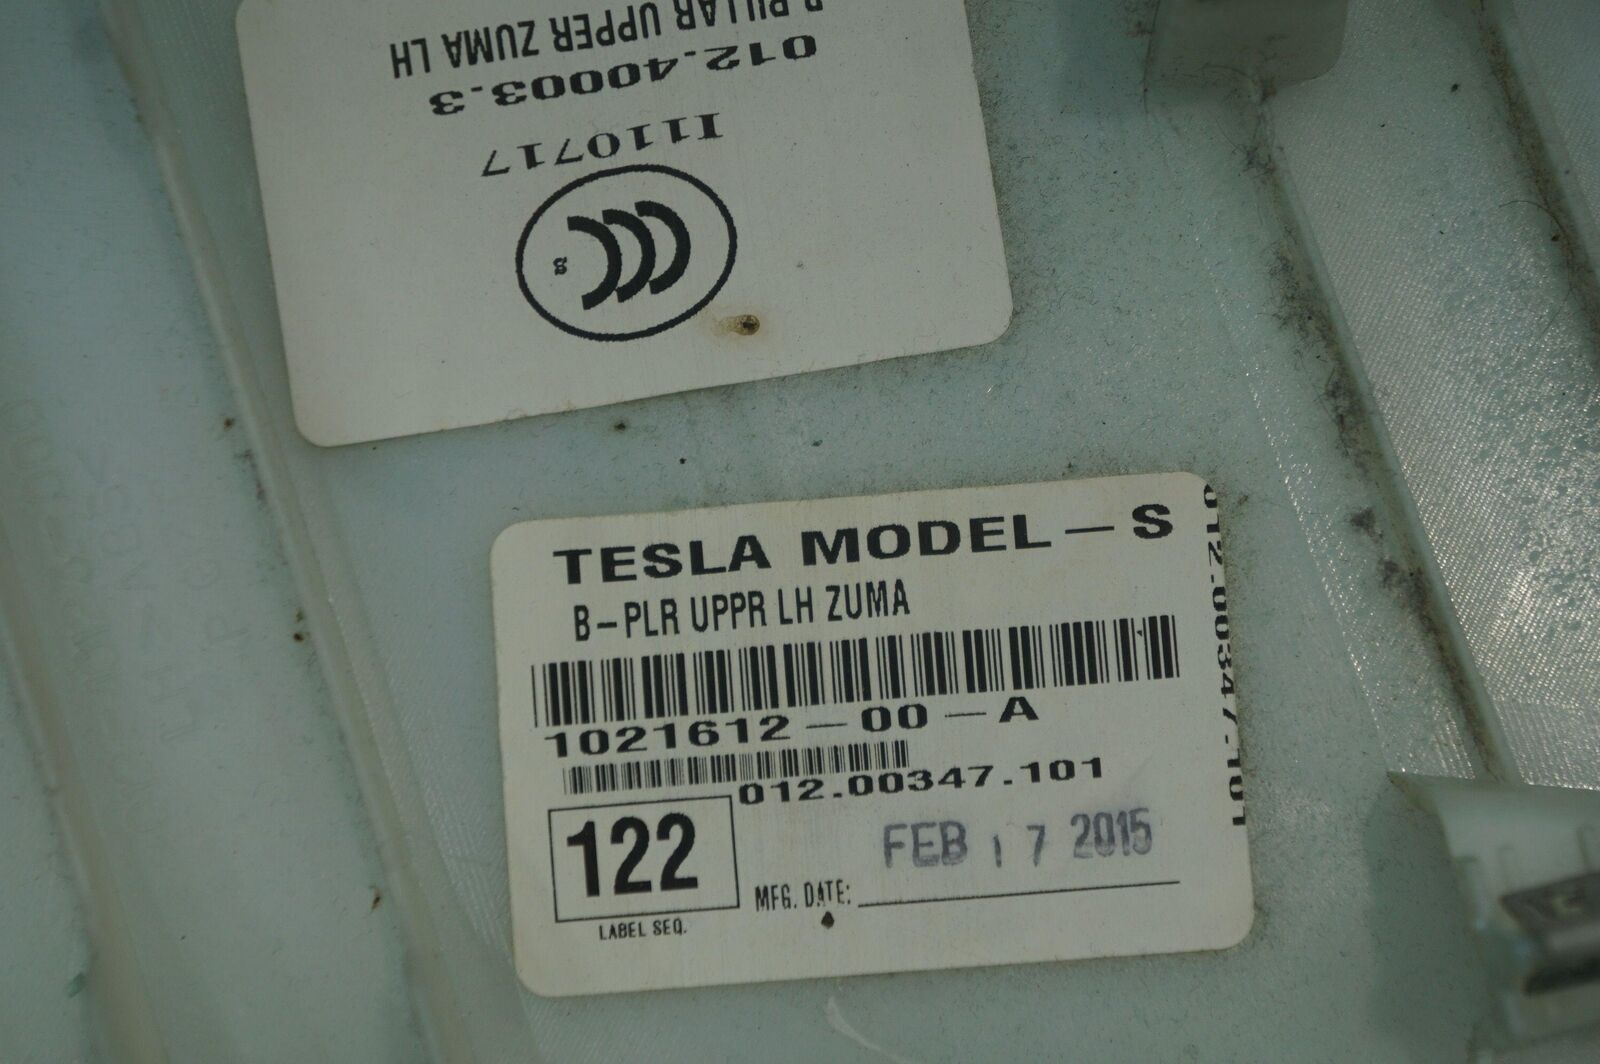 B PILLAR UPPER ZUMA LH
012.40003.3
I110717
CCC S
TESLA MODEL-S
B-PLR UPPR LH ZUMA
1021612-00-A
012.00347.101
122
LABEL SEQ.
FEB 17 2015
MFG. DATE:
012.00347.101